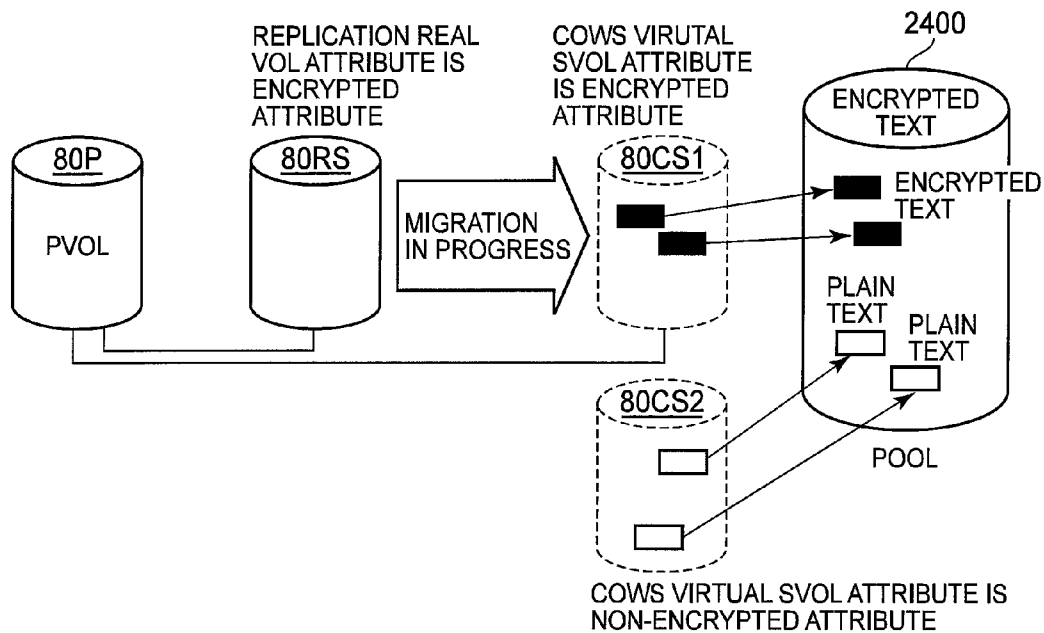 REPLICATION REAL
VOL ATTRIBUTE IS
ENCRYPTED
ATTRIBUTE
COWS VIRUTAL
SVOL ATTRIBUTE
IS ENCRYPTED
ATTRIBUTE
2400
ENCRYPTED
TEXT
80P
PVOL
80RS
MIGRATION
IN PROGRESS
80CS1
ENCRYPTED
TEXT
PLAIN
TEXT
PLAIN
TEXT
80CS2
POOL
COWS VIRTUAL SVOL ATTRIBUTE IS
NON-ENCRYPTED ATTRIBUTE